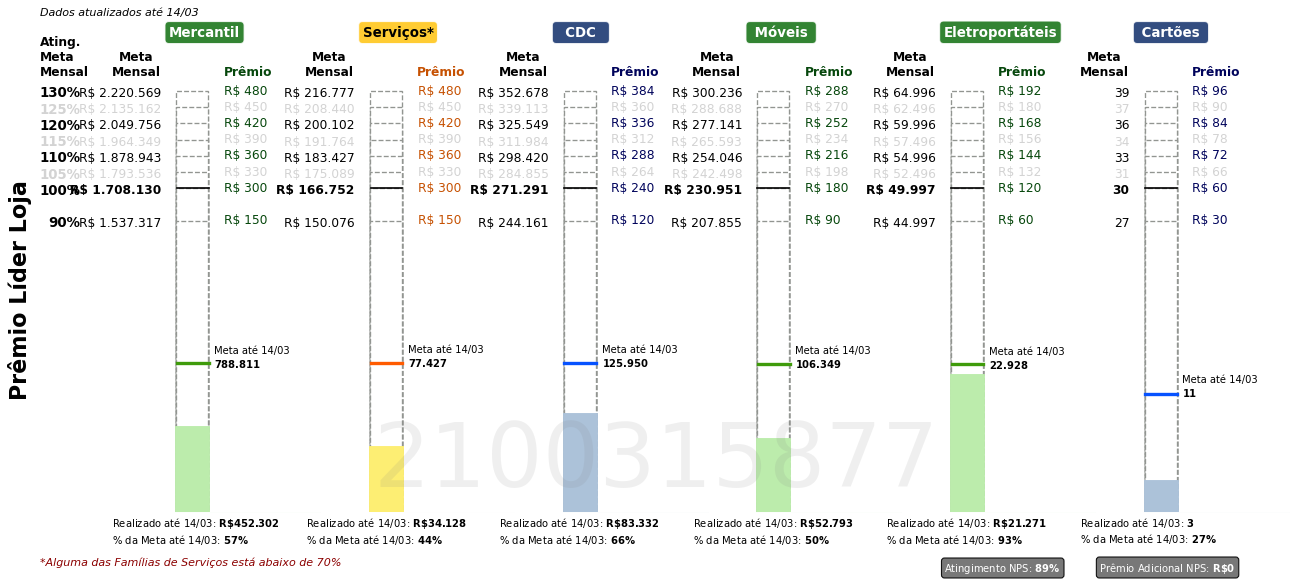 Dados atualizados até 14/03
Mercantil Serviços* CDC Móveis Eletroportáteis Cartões
Ating.
Meta Meta Meta Meta Meta Meta Meta
Mensal Mensal Prêmio Mensal Prêmio Mensal Prêmio Mensal Prêmio Mensal Prêmio Mensal Prêmio
130% R$ 2.220.569 R$ 480 R$ 216.777 R$ 480 R$ 352.678 R$ 384 R$ 300.236 R$ 288 R$ 64.996 R$ 192 39 R$ 96
125% R$ 2.135.162 R$ 450 R$ 208.440 R$ 450 R$ 339.113 R$ 360 R$ 288.688 R$ 270 R$ 62.496 R$ 180 37 R$ 90
120% R$ 2.049.756 R$ 420 R$ 200.102 R$ 420 R$ 325.549 R$ 336 R$ 277.141 R$ 252 R$ 59.996 R$ 168 36 R$ 84
115% R$ 1.964.349 R$ 390 R$ 191.764 R$ 390 R$ 311.984 R$ 312 R$ 265.593 R$ 234 R$ 57.496 R$ 156 34 R$ 78
110% R$ 1.878.943 R$ 360 R$ 183.427 R$ 360 R$ 298.420 R$ 288 R$ 254.046 R$ 216 R$ 54.996 R$ 144 33 R$ 72
105% R$ 1.793.536 R$ 330 R$ 175.089 R$ 330 R$ 284.855 R$ 264 R$ 242.498 R$ 198 R$ 52.496 R$ 132 31 R$ 66
100% R$ 1.708.130 R$ 300 R$ 166.752 R$ 300 R$ 271.291 R$ 240 R$ 230.951 R$ 180 R$ 49.997 R$ 120 30 R$ 60
90% R$ 1.537.317 R$ 150 R$ 150.076 R$ 150 R$ 244.161 R$ 120 R$ 207.855 R$ 90 R$ 44.997 R$ 60 27 R$ 30
Prêmio Líder Loja
Meta até 14/03 Meta até 14/03 Meta até 14/03 Meta até 14/03 Meta até 14/03
788.811 77.427 125.950 106.349 22.928
Meta até 14/03
11
2100315877
Realizado até 14/03: R$452.302 Realizado até 14/03: R$34.128 Realizado até 14/03: R$83.332 Realizado até 14/03: R$52.793 Realizado até 14/03: R$21.271 Realizado até 14/03: 3
% da Meta até 14/03: 57% % da Meta até 14/03: 44% % da Meta até 14/03: 66% % da Meta até 14/03: 50% % da Meta até 14/03: 93% % da Meta até 14/03: 27%
*Alguma das Famílias de Serviços está abaixo de 70%
Atingimento NPS: 89% Prêmio Adicional NPS: R$0